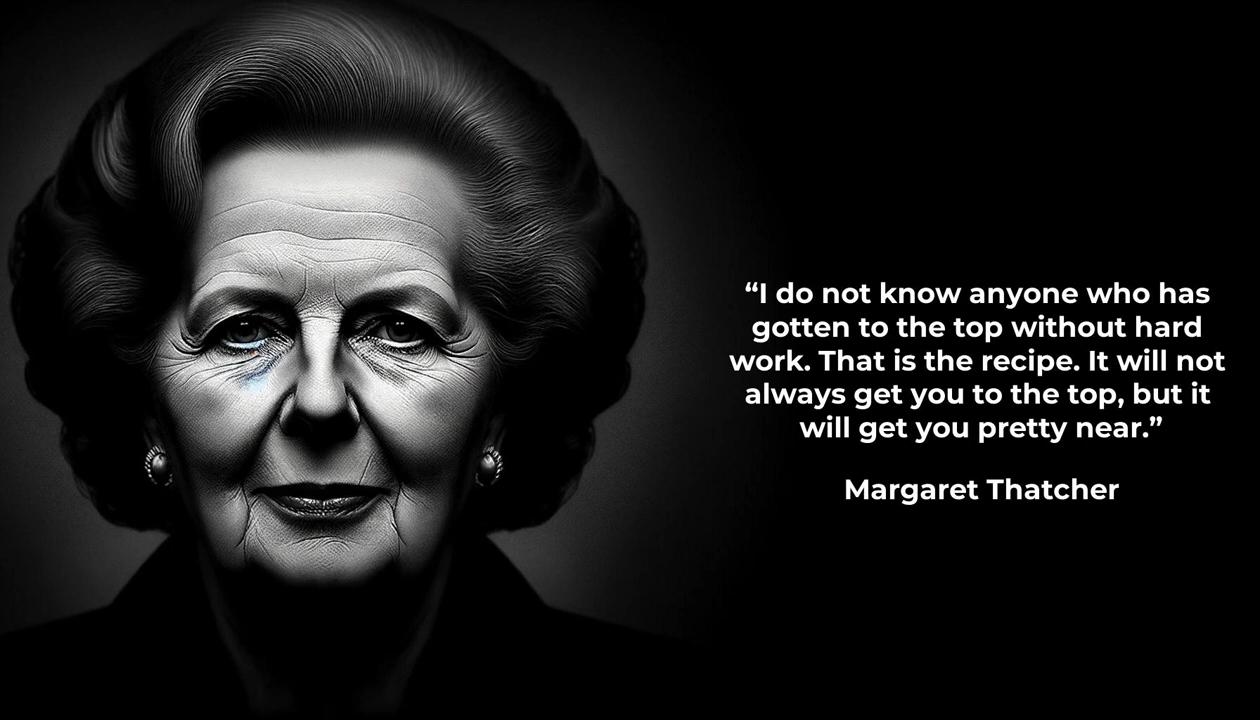 “I do not know anyone who has
gotten to the top without hard
work. That is the recipe. It will not
always get you to the top, but it
will get you pretty near.”
Margaret Thatcher